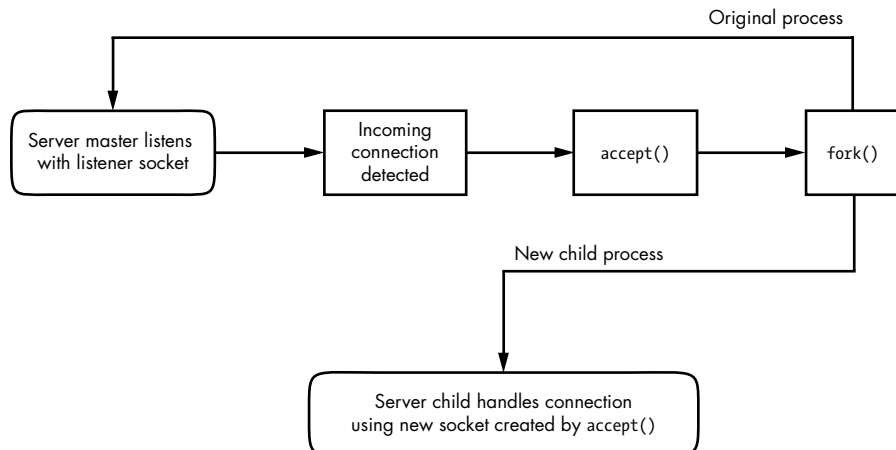 Original process
Server master listens
with listener socket
Incoming
connection
detected
accept()
fork()
New child process
Server child handles connection
using new socket created by accept()